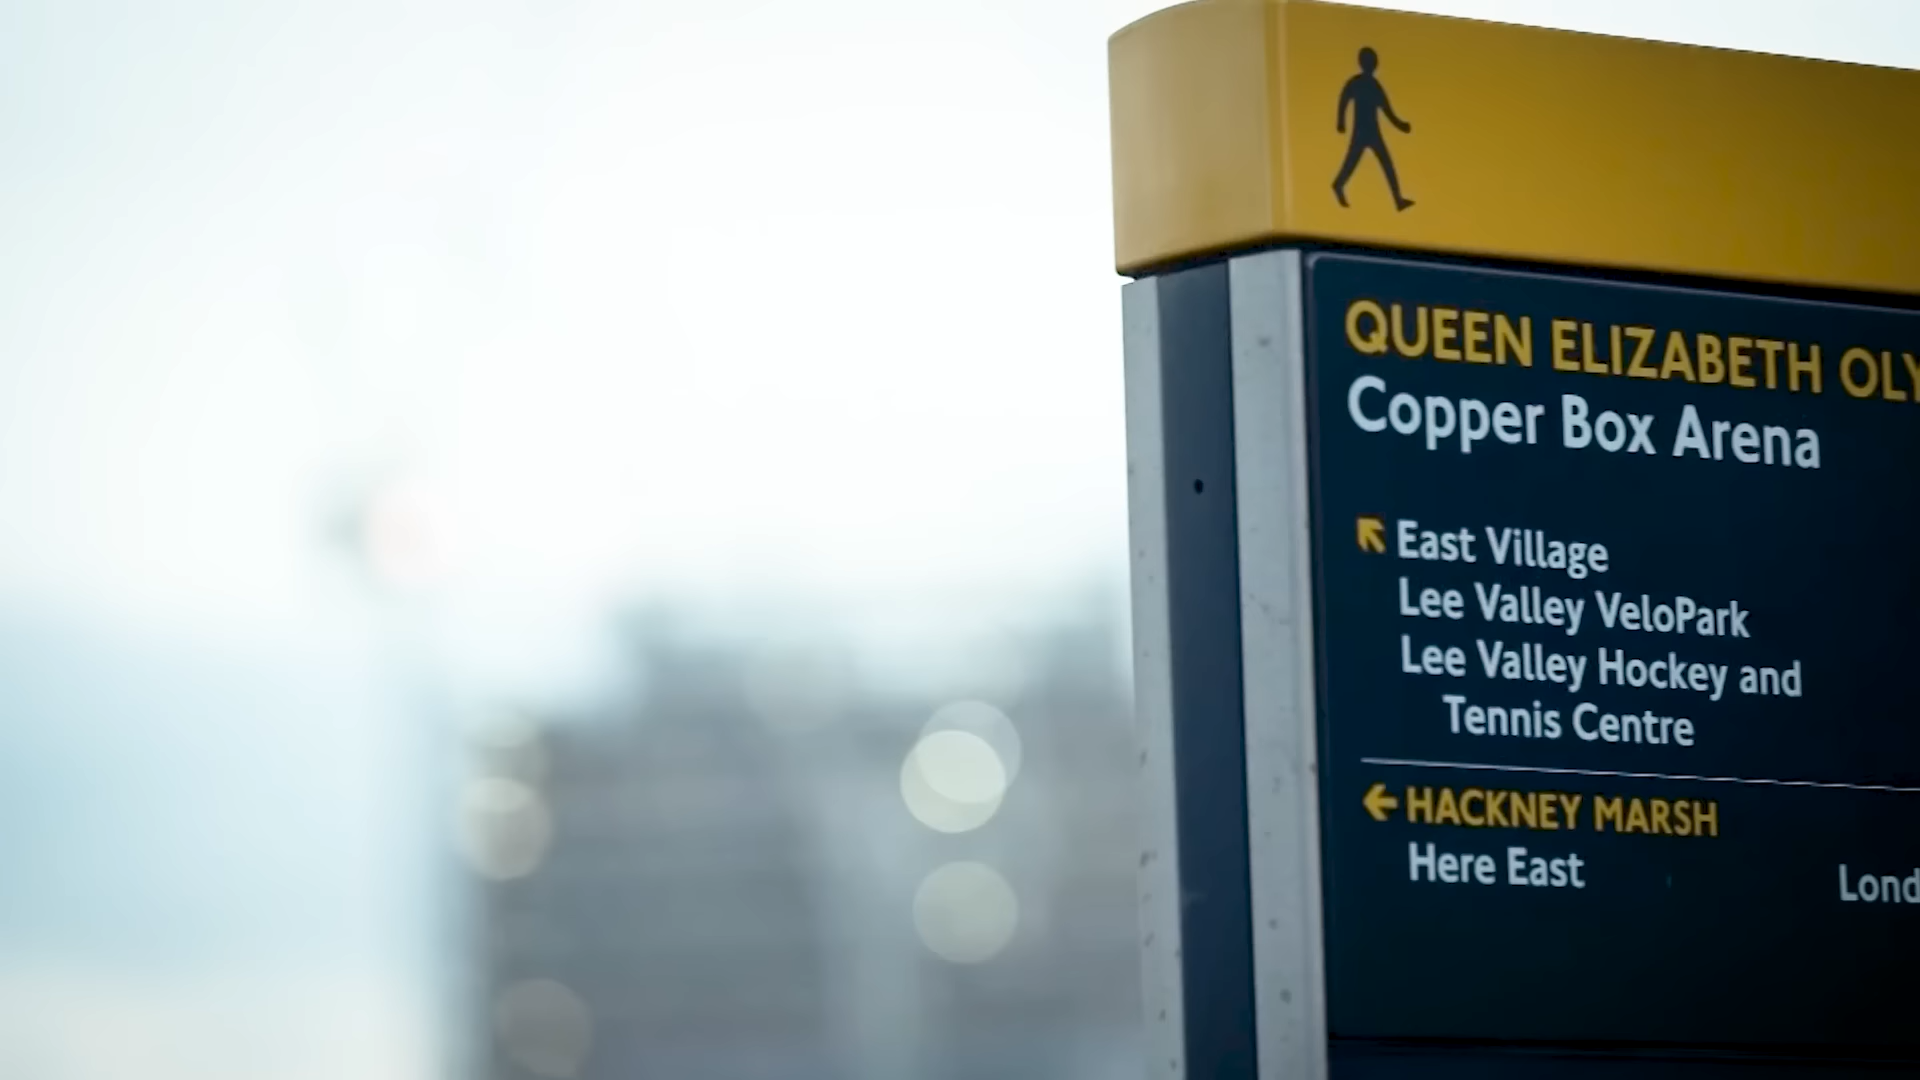 QUEEN ELIZABETH OLY
Copper Box Arena
East Village
Lee Valley VeloPark
Lee Valley Hockey and
Tennis Centre
HACKNEY MARSH
Here East
Lond